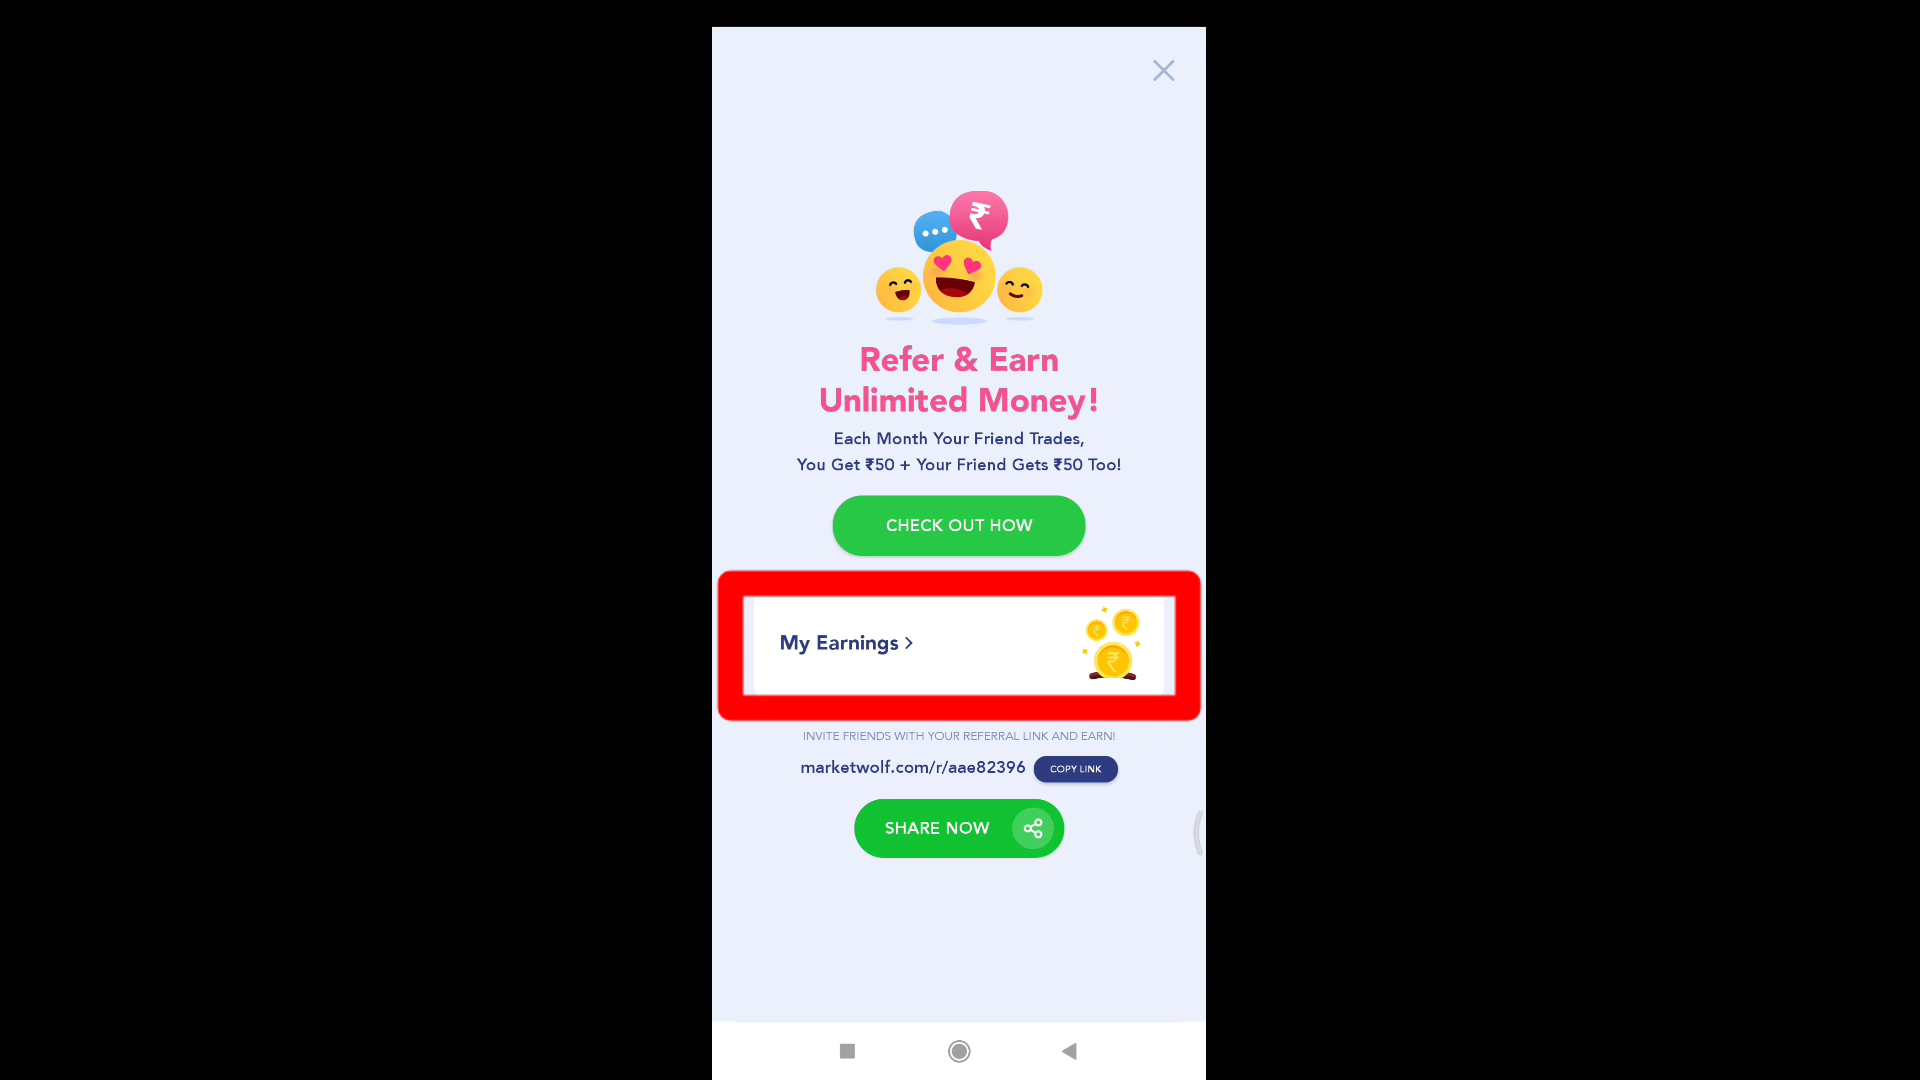 ₹
Refer & Earn
Unlimited Money!
Each Month Your Friend Trades,
You Get ₹50 + Your Friend Gets ₹50 Too!
CHECK OUT HOW
My Earnings >
₹ ₹
₹
INVITE FRIENDS WITH YOUR REFERRAL LINK AND EARN!
marketwolf.com/r/aae82396 COPY LINK
SHARE NOW